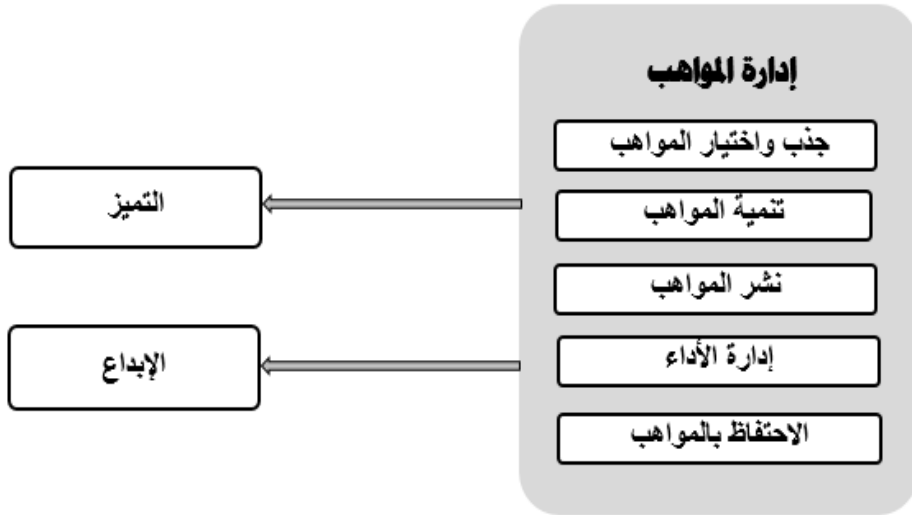 إدارة المواهب
جذب واختيار المواهب
تنمية المواهب
نشر المواهب
إدارة الأداء
الاحتفاظ بالمواهب
التميز
الإبداع